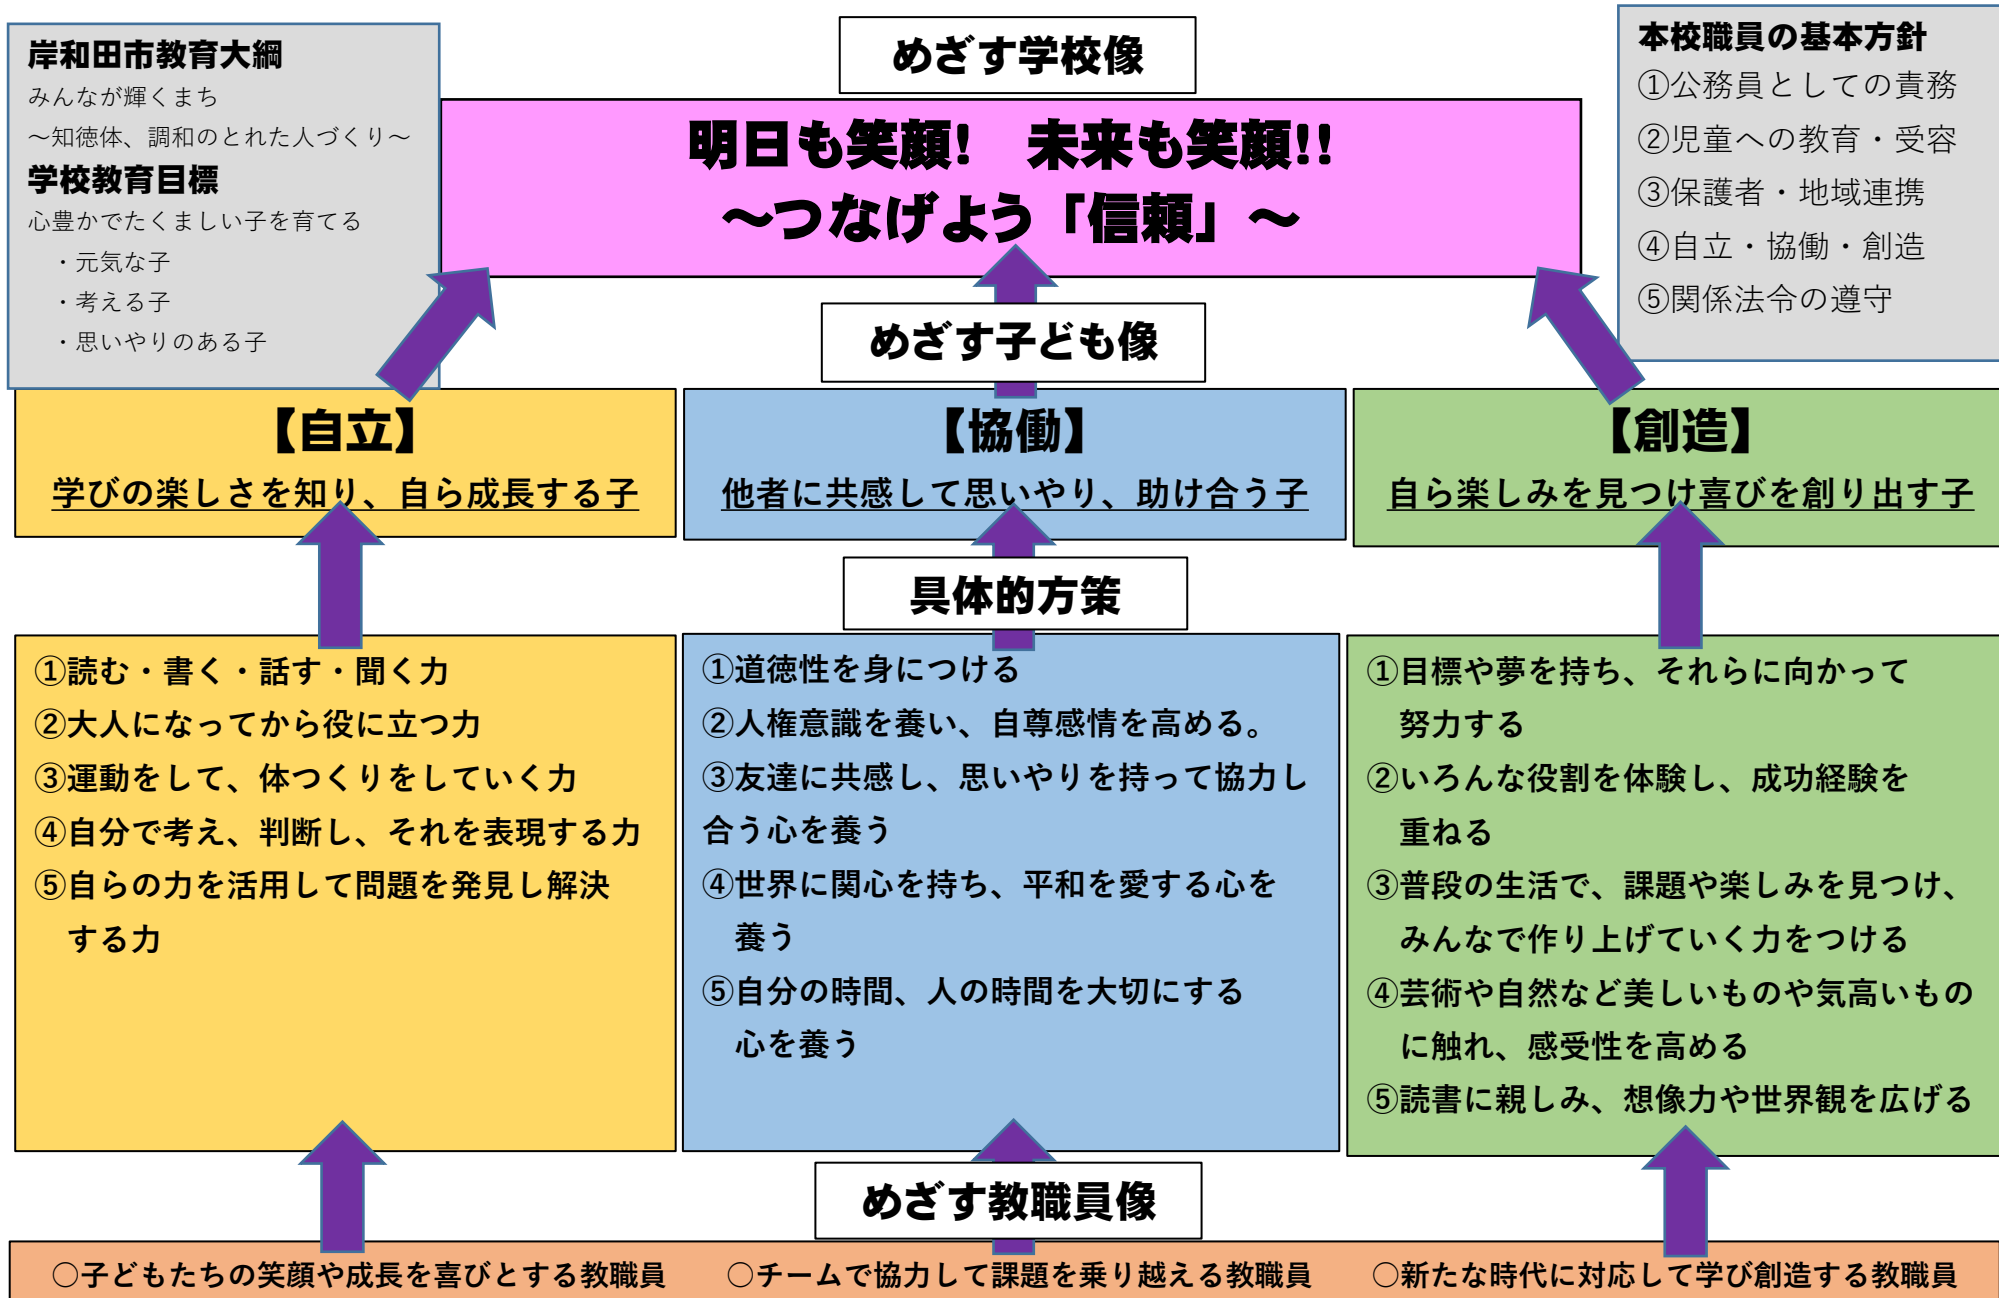 岸和田市教育大綱
みんなが輝くまち
～知徳体、調和のとれた人づくり～
学校教育目標
心豊かでたくましい子を育てる
・元気な子
・考える子
・思いやりのある子
めざす学校像
明日も笑顔!　未来も笑顔!!
～つなげよう「信頼」～
本校職員の基本方針
①公務員としての責務
②児童への教育・受容
③保護者・地域連携
④自立・協働・創造
⑤関係法令の遵守
めざす子ども像
【自立】
学びの楽しさを知り、自ら成長する子
【協働】
他者に共感して思いやり、助け合う子
【創造】
自ら楽しみを見つけ喜びを創り出す子
具体的方策
①読む・書く・話す・聞く力
②大人になってから役に立つ力
③運動をして、体つくりをしていく力
④自分で考え、判断し、それを表現する力
⑤自らの力を活用して問題を発見し解決
する力
①道徳性を身につける
②人権意識を養い、自尊感情を高める。
③友達に共感し、思いやりを持って協力し
合う心を養う
④世界に関心を持ち、平和を愛する心を
養う
⑤自分の時間、人の時間を大切にする
心を養う
①目標や夢を持ち、それらに向かって
努力する
②いろんな役割を体験し、成功経験を
重ねる
③普段の生活で、課題や楽しみを見つけ、
みんなで作り上げていく力をつける
④芸術や自然など美しいものや気高いもの
に触れ、感受性を高める
⑤読書に親しみ、想像力や世界観を広げる
めざす教職員像
○子どもたちの笑顔や成長を喜びとする教職員
○チームで協力して課題を乗り越える教職員
○新たな時代に対応して学び創造する教職員